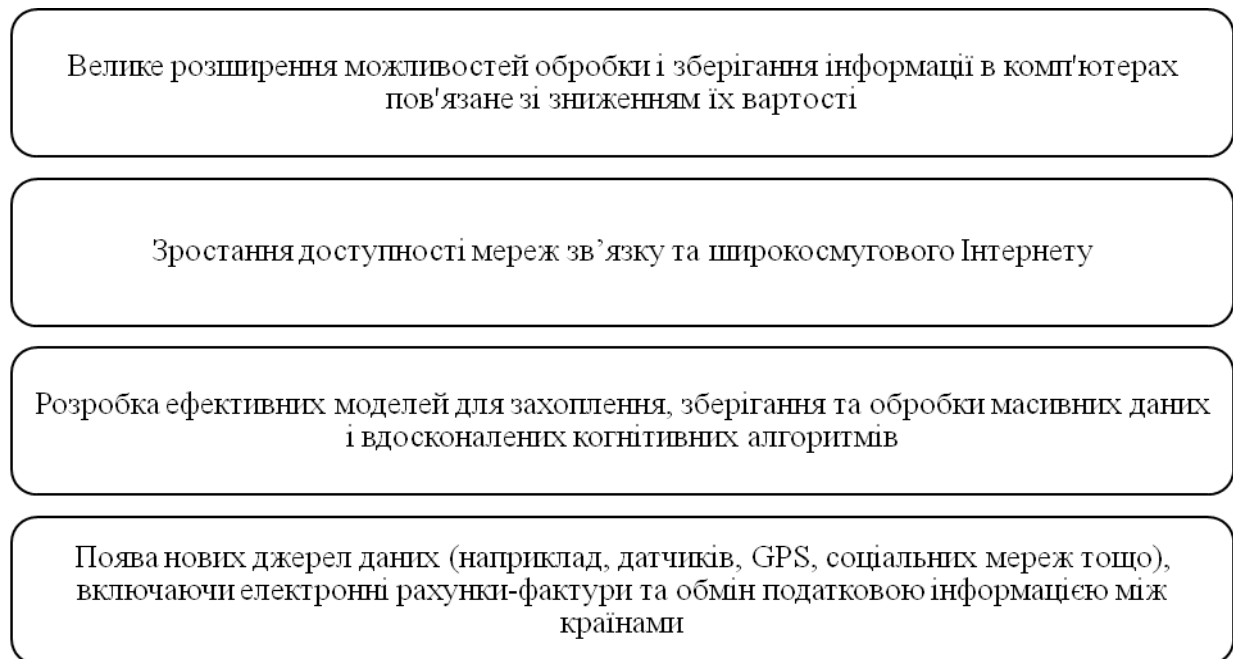 Велике розширення можливостей обробки і зберігання інформації в комп'ютерах
пов'язане зі зниженням їх вартості
Зростання доступності мереж зв’язку та широкосмугового Інтернету
Розробка ефективних моделей для захоплення, зберігання та обробки масивних даних
і вдосконалених когнітивних алгоритмів
Поява нових джерел даних (наприклад, датчиків, GPS, соціальних мереж тощо),
включаючи електронні рахунки-фактури та обмін податковою інформацією між
країнами